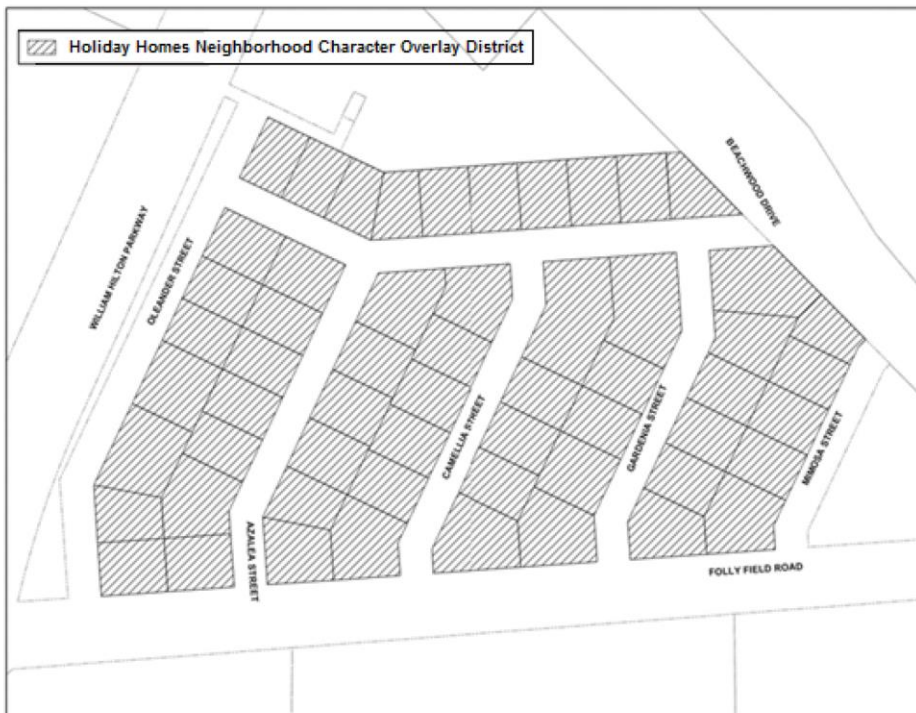 Holiday Homes Neighborhood Character Overlay District
BEACHWOOD DRIVE
WILLIAM HILTON PARKWAY
OLEANDER STREET
CAMELLIA STREET
GARDENIA STREET
MIMOSA STREET
AZALEA STREET
FOLLY FIELD ROAD